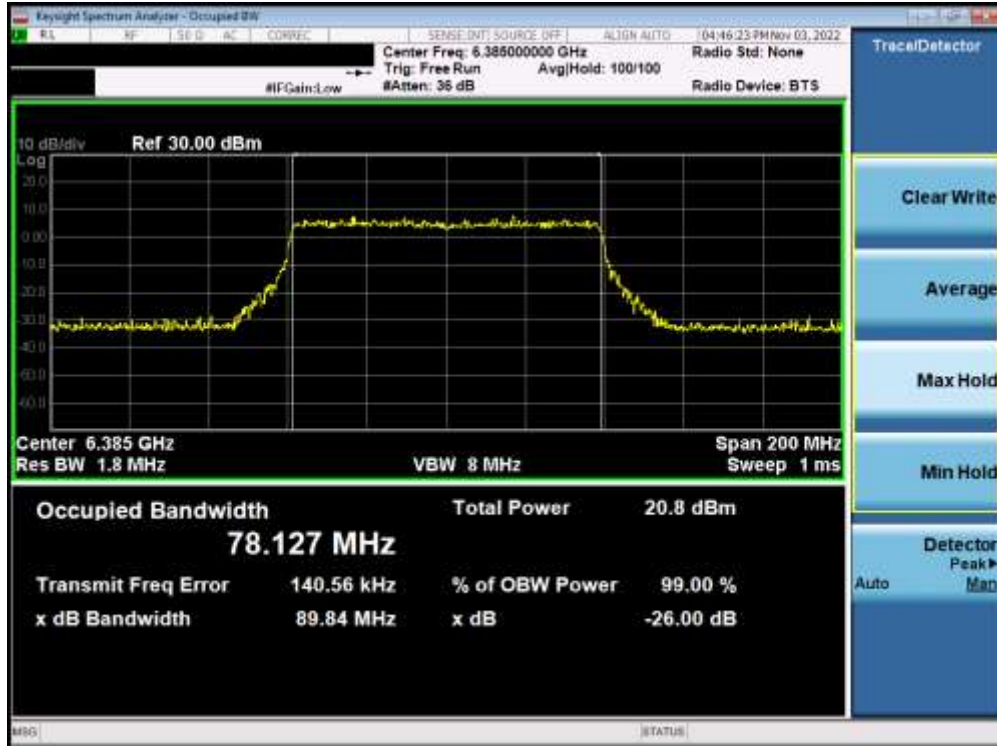 Keysight Spectrum Analyzer - Occupied BW
RL RF 50 Ω AC CORREC SENSE:INT SOURCE OFF ALIGN AUTO 04:46:23 PM Nov 03, 2022
Center Freq: 6.385000000 GHz Radio Std: None
Trig: Free Run Avg|Hold: 100/100
#IFGain:Low #Atten: 36 dB Radio Device: BTS
Trace/Detector
10 dB/div Ref 30.00 dBm
Log
20.0
10.0
0.00
-10.0
-20.0
-30.0
-40.0
-50.0
-60.0
Center 6.385 GHz Span 200 MHz
Res BW 1.8 MHz VBW 8 MHz Sweep 1 ms
Clear Write
Average
Max Hold
Min Hold
Detector
Peak▶
Auto Man
Occupied Bandwidth Total Power 20.8 dBm
78.127 MHz
Transmit Freq Error 140.56 kHz % of OBW Power 99.00 %
x dB Bandwidth 89.84 MHz x dB -26.00 dB
MSG STATUS